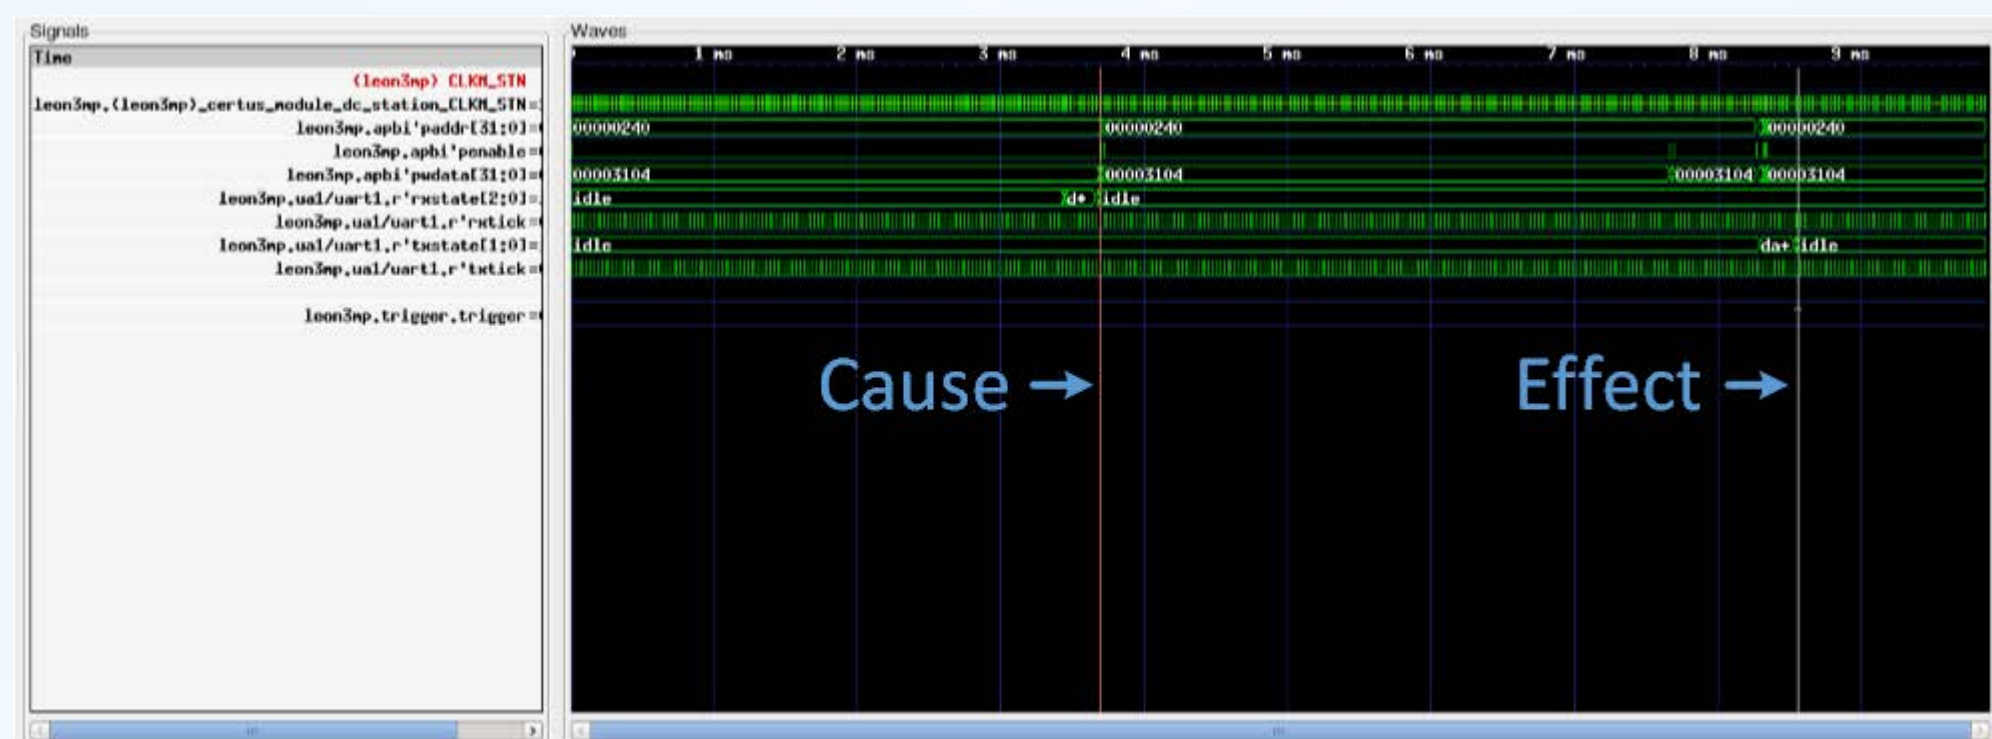 Signals
Waves
Time
1 ms 2 ms 3 ms 4 ms 5 ms 6 ms 7 ms 8 ms 9 ms
(leon3mp) CLKM_STN
leon3mp.(leon3mp)_certus_module_dc_station_CLKM_STN=
leon3mp.apbi'paddr[31:0]= 00000240 00000240 00000240
leon3mp.apbi'penable=
leon3mp.apbi'pwdata[31:0]= 00003104 00003104 00003104 00003104
leon3mp.ua1/uart1.r'rxstate[2:0]= idle d+ idle
leon3mp.ua1/uart1.r'rxtick=
leon3mp.ua1/uart1.r'txstate[1:0]= idle da+ idle
leon3mp.ua1/uart1.r'txtick=
leon3mp.trigger.trigger=
Cause → Effect →